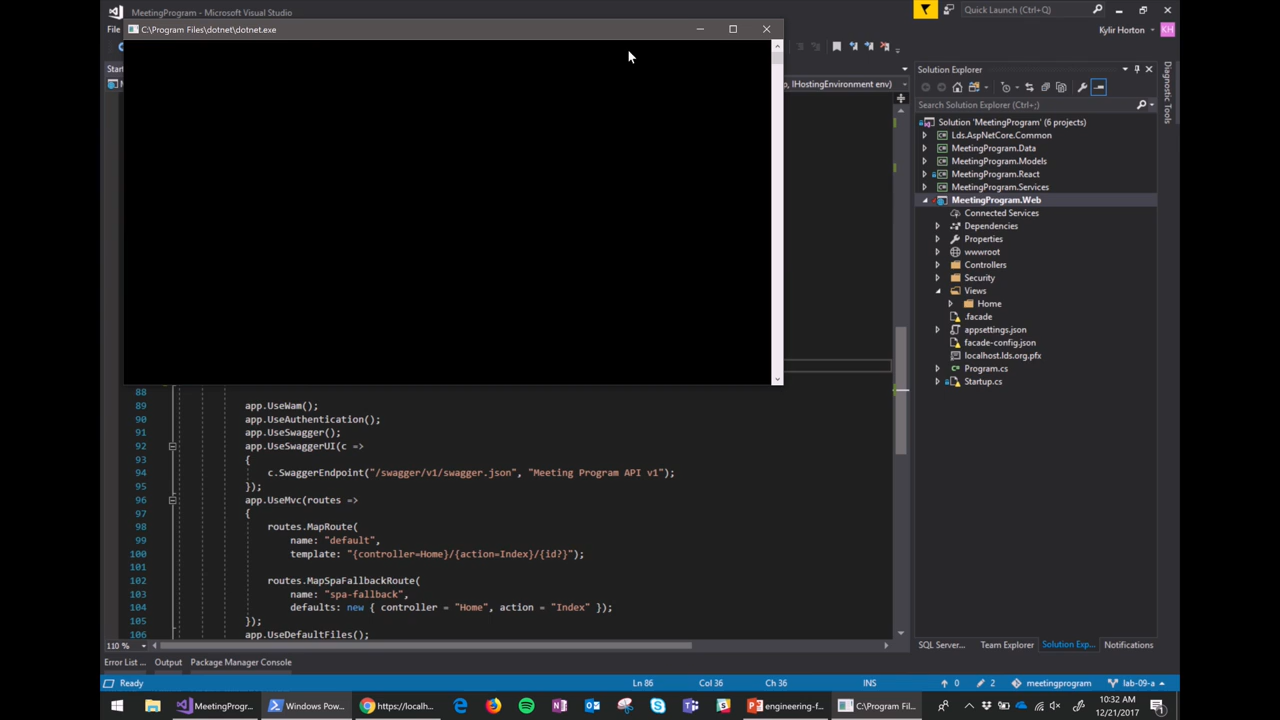 MeetingProgram - Microsoft Visual Studio
Quick Launch (Ctrl+Q)
C:\Program Files\dotnet\dotnet.exe
File
Kylir Horton
KH
Solution Explorer
, IHostingEnvironment env)
Search Solution Explorer (Ctrl+;)
Solution 'MeetingProgram' (6 projects)
Lds.AspNetCore.Common
MeetingProgram.Data
MeetingProgram.Models
MeetingProgram.React
MeetingProgram.Services
MeetingProgram.Web
Connected Services
Dependencies
Properties
wwwroot
Controllers
Security
Views
Home
.facade
appsettings.json
facade-config.json
localhost.lds.org.pfx
Program.cs
Startup.cs
Diagnostic Tools
88
89 app.UseWam();
90 app.UseAuthentication();
91 app.UseSwagger();
92 app.UseSwaggerUI(c =>
93 {
94 c.SwaggerEndpoint("/swagger/v1/swagger.json", "Meeting Program API v1");
95 });
96 app.UseMvc(routes =>
97 {
98 routes.MapRoute(
99 name: "default",
100 template: "{controller=Home}/{action=Index}/{id?}");
101
102 routes.MapSpaFallbackRoute(
103 name: "spa-fallback",
104 defaults: new { controller = "Home", action = "Index" });
105 });
106 app.UseDefaultFiles();
110 %
SQL Server... Team Explorer Solution Exp... Notifications
Error List ... Output Package Manager Console
Ready Ln 86 Col 36 Ch 36 INS 0 2 meetingprogram lab-09-a
MeetingProgr... Windows Pow... https://localh... engineering-f... C:\Program Fil...
10:32 AM
12/21/2017